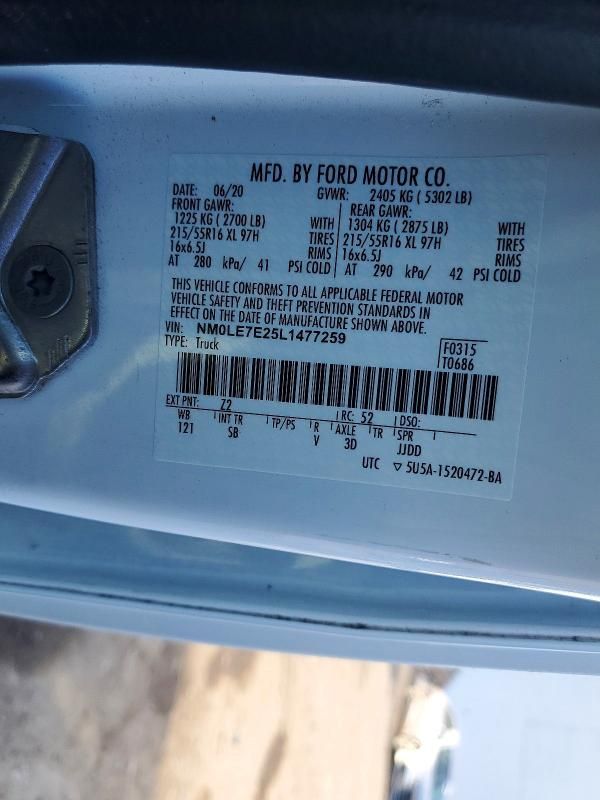 MFD. BY FORD MOTOR CO.
DATE: 06/20 GVWR: 2405 KG ( 5302 LB)
FRONT GAWR: REAR GAWR:
1225 KG ( 2700 LB) WITH 1304 KG ( 2875 LB) WITH
215/55R16 XL 97H TIRES 215/55R16 XL 97H TIRES
16x6.5J RIMS 16x6.5J RIMS
AT 280 kPa/ 41 PSI COLD AT 290 kPa/ 42 PSI COLD
THIS VEHICLE CONFORMS TO ALL APPLICABLE FEDERAL MOTOR
VEHICLE SAFETY AND THEFT PREVENTION STANDARDS IN
EFFECT ON THE DATE OF MANUFACTURE SHOWN ABOVE.
VIN: NM0LE7E25L1477259
TYPE: Truck
F0315
T0686
EXT PNT: Z2 RC: 52 DSO:
WB INT TR TP/PS R AXLE TR SPR
121 SB V 3D JJDD
UTC ▽ 5U5A-1520472-BA